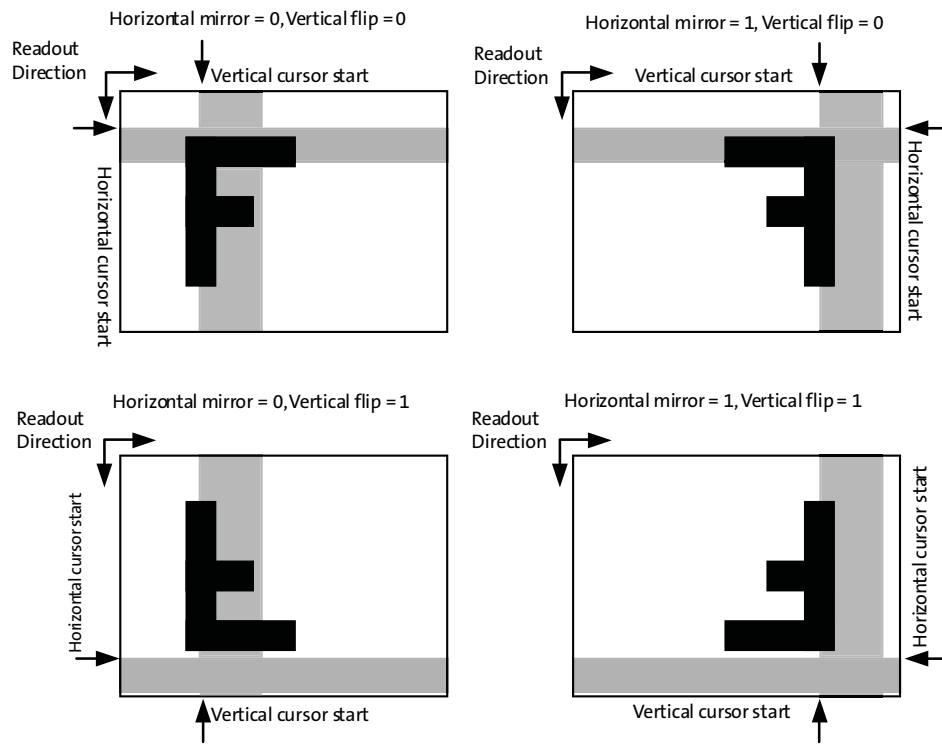 Horizontal mirror = 0, Vertical flip = 0
Readout
Direction
Vertical cursor start
Horizontal cursor start
Horizontal mirror = 1, Vertical flip = 0
Readout
Direction
Vertical cursor start
Horizontal cursor start
Horizontal mirror = 0, Vertical flip = 1
Readout
Direction
Horizontal cursor start
Vertical cursor start
Horizontal mirror = 1, Vertical flip = 1
Readout
Direction
Horizontal cursor start
Vertical cursor start